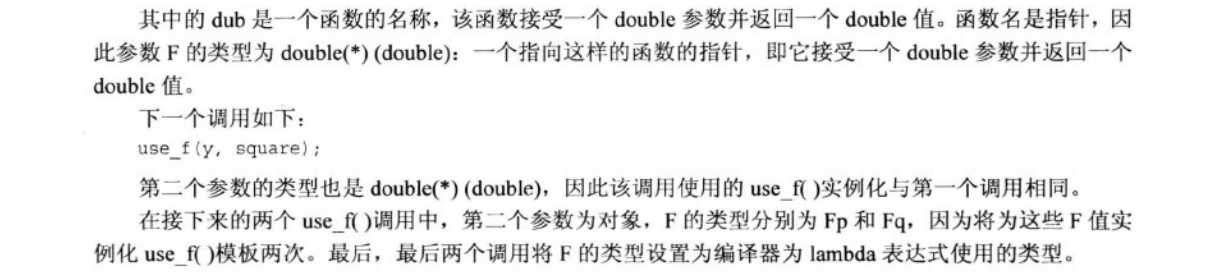 其中的 dub 是一个函数的名称，该函数接受一个 double 参数并返回一个 double 值。函数名是指针，因
此参数 F 的类型为 double(*) (double)：一个指向这样的函数的指针，即它接受一个 double 参数并返回一个
double 值。
下一个调用如下：
use_f(y, square);
第二个参数的类型也是 double(*) (double)，因此该调用使用的 use_f( )实例化与第一个调用相同。
在接下来的两个 use_f( )调用中，第二个参数为对象，F 的类型分别为 Fp 和 Fq，因为将为这些 F 值实
例化 use_f( )模板两次。最后，最后两个调用将 F 的类型设置为编译器为 lambda 表达式使用的类型。